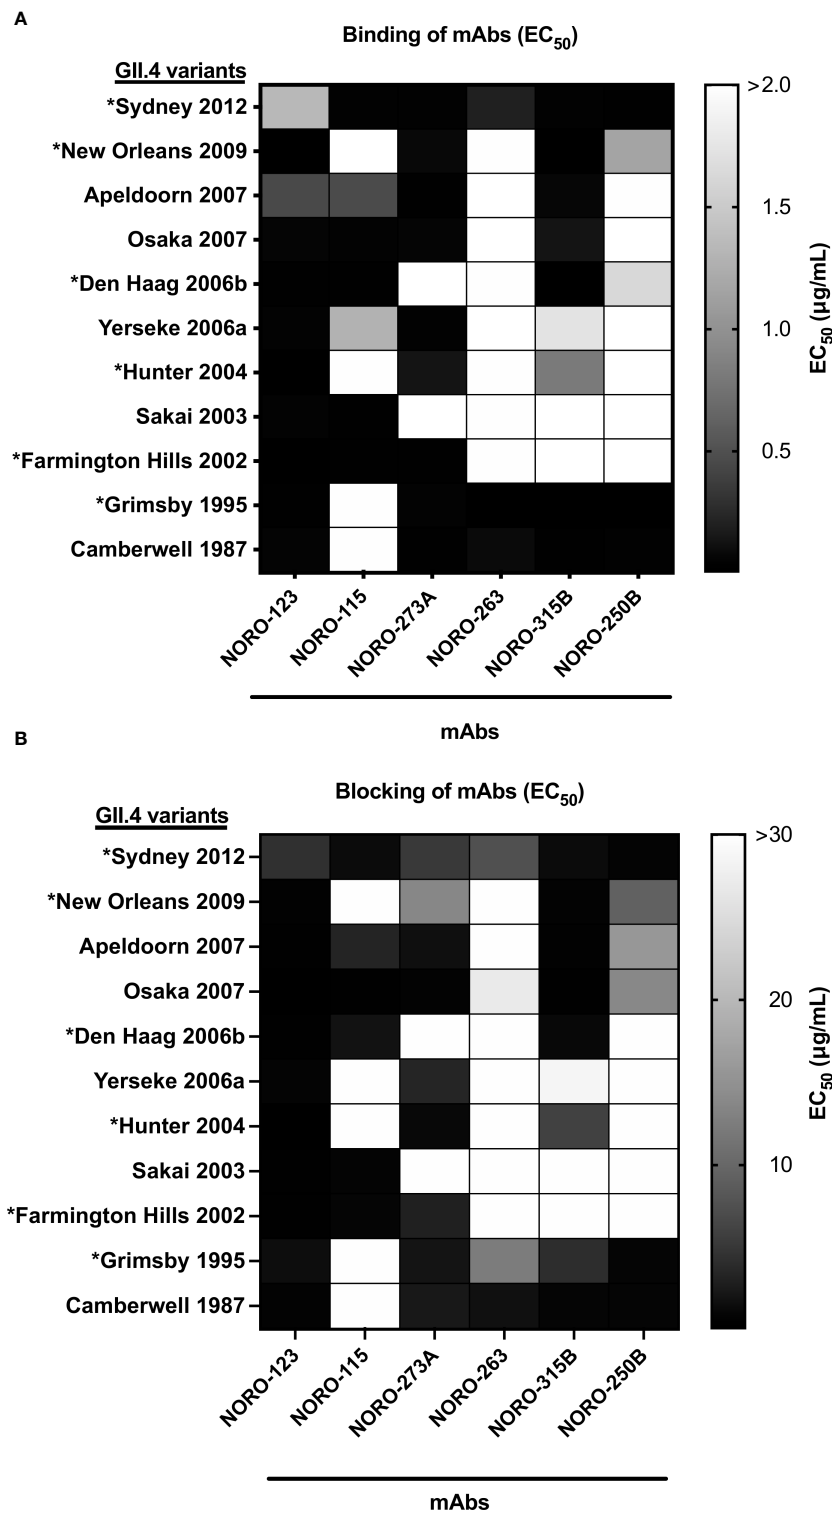 A
Binding of mAbs (EC50)
GII.4 variants
*Sydney 2012
*New Orleans 2009
Apeldoorn 2007
Osaka 2007
*Den Haag 2006b
Yerseke 2006a
*Hunter 2004
Sakai 2003
*Farmington Hills 2002
*Grimsby 1995
Camberwell 1987
>2.0
1.5
1.0
0.5
EC50 (µg/mL)
NORO-123
NORO-115
NORO-273A
NORO-263
NORO-315B
NORO-250B
mAbs
B
Blocking of mAbs (EC50)
GII.4 variants
*Sydney 2012
*New Orleans 2009
Apeldoorn 2007
Osaka 2007
*Den Haag 2006b
Yerseke 2006a
*Hunter 2004
Sakai 2003
*Farmington Hills 2002
*Grimsby 1995
Camberwell 1987
>30
20
10
EC50 (µg/mL)
NORO-123
NORO-115
NORO-273A
NORO-263
NORO-315B
NORO-250B
mAbs